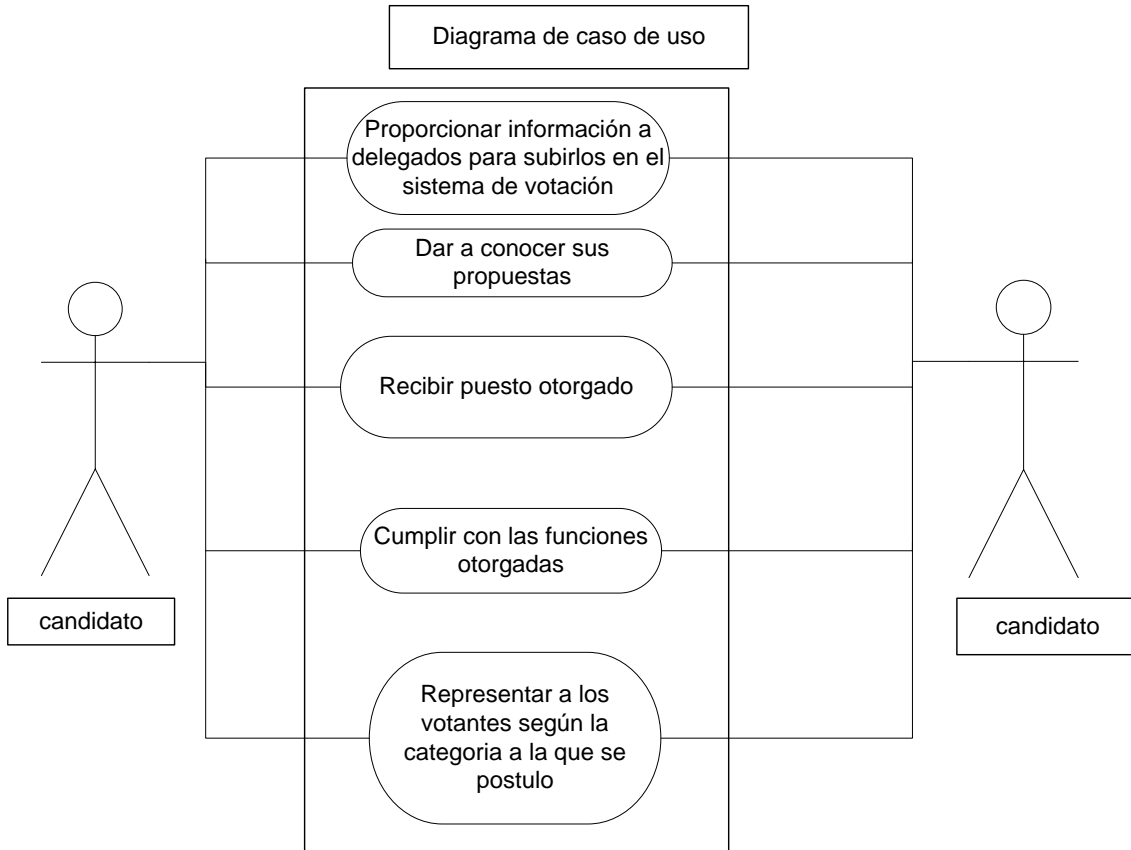 Diagrama de caso de uso
Proporcionar información a
delegados para subirlos en el
sistema de votación
Dar a conocer sus
propuestas
Recibir puesto otorgado
Cumplir con las funciones
otorgadas
candidato
candidato
Representar a los
votantes según la
categoria a la que se
postulo